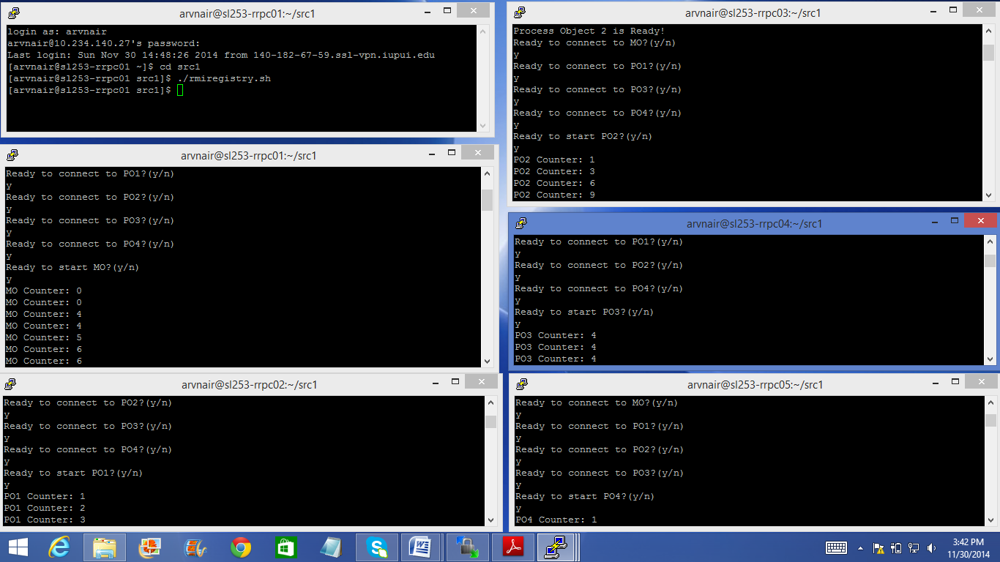 arvnair@sl253-rrpc01:~/src1
login as: arvnair
arvnair@10.234.140.27's password:
Last login: Sun Nov 30 14:48:26 2014 from 140-182-67-59.ssl-vpn.iupui.edu
[arvnair@sl253-rrpc01 ~]$ cd src1
[arvnair@sl253-rrpc01 src1]$ ./rmiregistry.sh
[arvnair@sl253-rrpc01 src1]$
arvnair@sl253-rrpc01:~/src1
Ready to connect to PO1?(y/n)
y
Ready to connect to PO2?(y/n)
y
Ready to connect to PO3?(y/n)
y
Ready to connect to PO4?(y/n)
y
Ready to start MO?(y/n)
y
MO Counter: 0
MO Counter: 0
MO Counter: 4
MO Counter: 4
MO Counter: 5
MO Counter: 6
MO Counter: 6
arvnair@sl253-rrpc02:~/src1
Ready to connect to PO2?(y/n)
y
Ready to connect to PO3?(y/n)
y
Ready to connect to PO4?(y/n)
y
Ready to start PO1?(y/n)
y
PO1 Counter: 1
PO1 Counter: 2
PO1 Counter: 3
arvnair@sl253-rrpc03:~/src1
Process Object 2 is Ready!
Ready to connect to MO?(y/n)
y
Ready to connect to PO1?(y/n)
y
Ready to connect to PO3?(y/n)
y
Ready to connect to PO4?(y/n)
y
Ready to start PO2?(y/n)
y
PO2 Counter: 1
PO2 Counter: 3
PO2 Counter: 6
PO2 Counter: 9
arvnair@sl253-rrpc04:~/src1
Ready to connect to PO1?(y/n)
y
Ready to connect to PO2?(y/n)
y
Ready to connect to PO4?(y/n)
y
Ready to start PO3?(y/n)
y
PO3 Counter: 4
PO3 Counter: 4
PO3 Counter: 4
arvnair@sl253-rrpc05:~/src1
Ready to connect to MO?(y/n)
y
Ready to connect to PO1?(y/n)
y
Ready to connect to PO2?(y/n)
y
Ready to connect to PO3?(y/n)
y
Ready to start PO4?(y/n)
y
PO4 Counter: 1
3:42 PM
11/30/2014